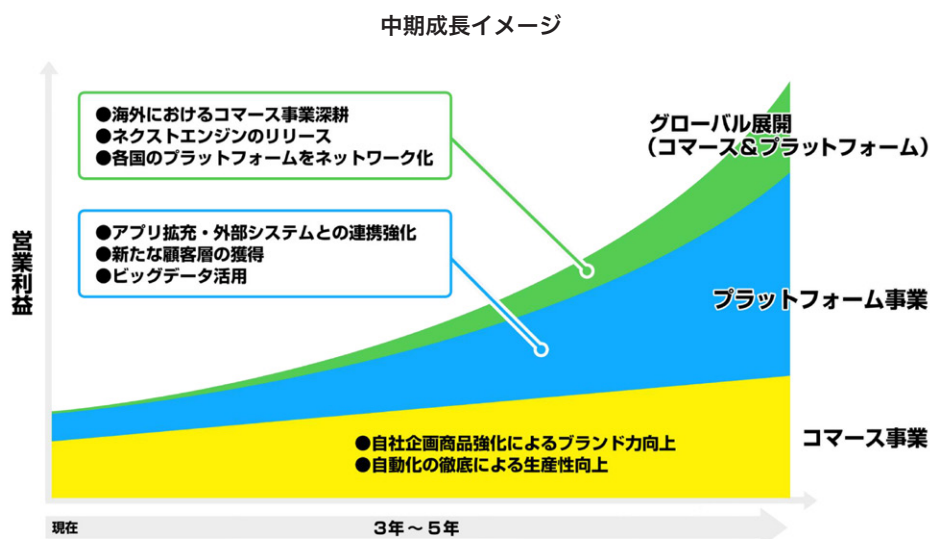 中期成長イメージ
●海外におけるコマース事業深耕
●ネクストエンジンのリリース
●各国のプラットフォームをネットワーク化
グローバル展開
(コマース&プラットフォーム)
●アプリ拡充・外部システムとの連携強化
●新たな顧客層の獲得
●ビッグデータ活用
営業利益
プラットフォーム事業
コマース事業
●自社企画商品強化によるブランド力向上
●自動化の徹底による生産性向上
現在
3年~5年